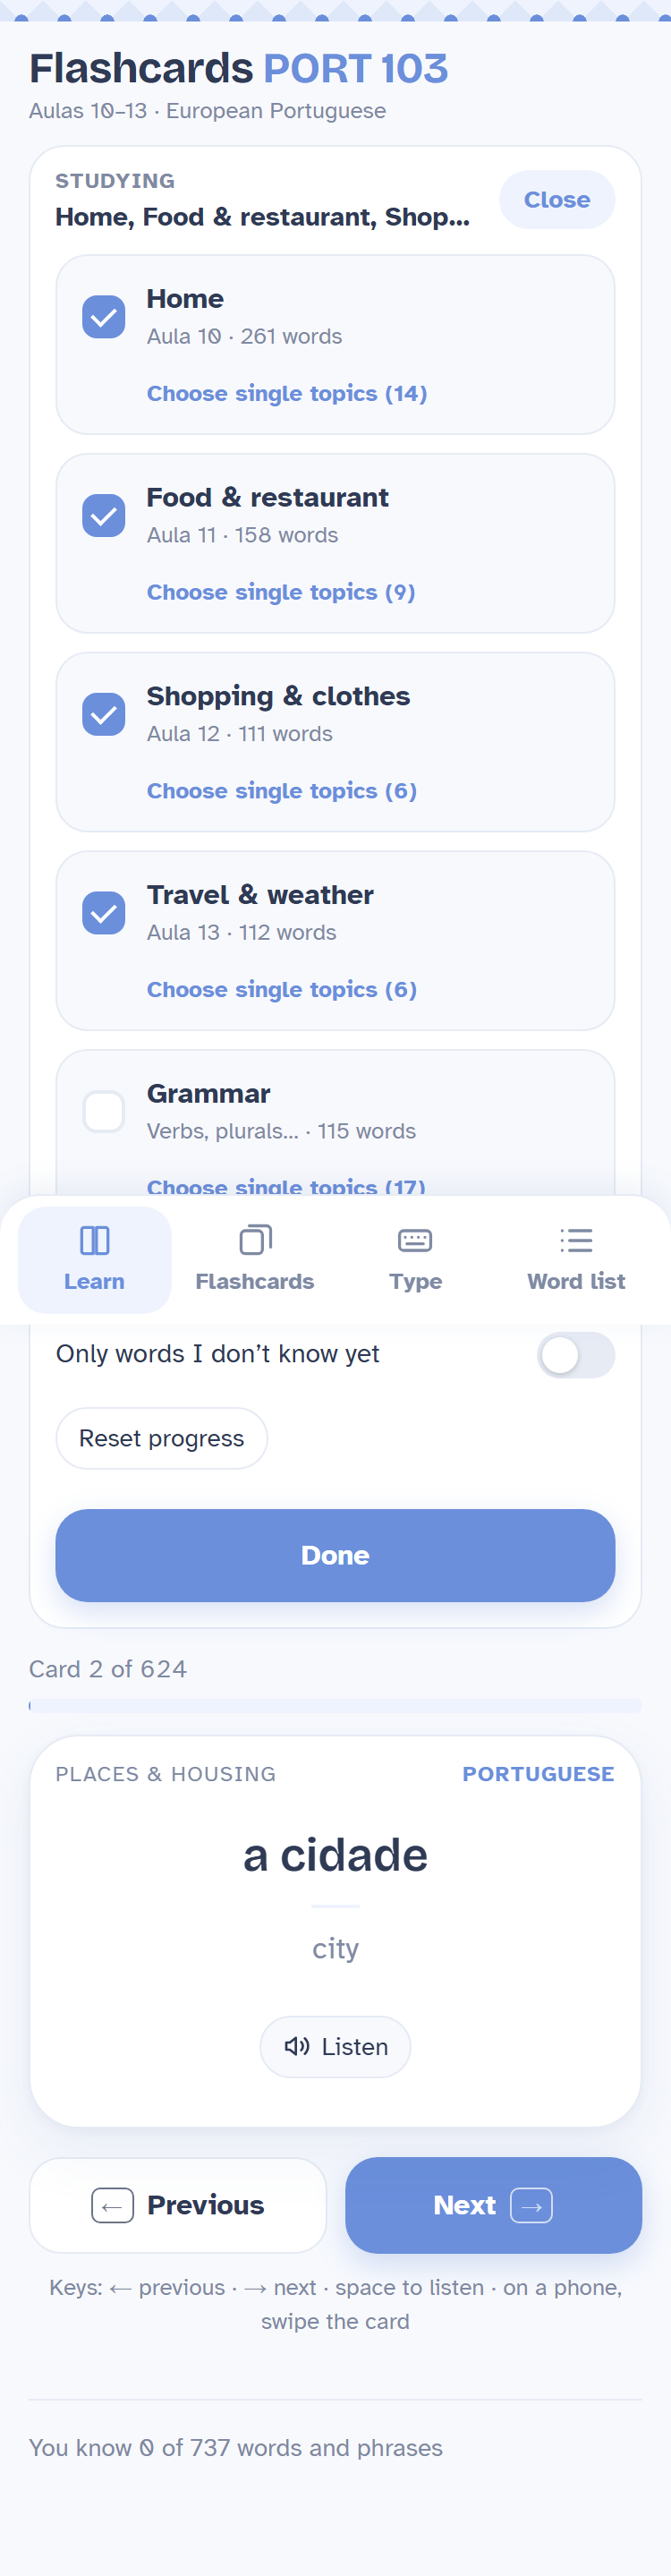 Flashcards PORT 103
Aulas 10–13 · European Portuguese
STUDYING
Home, Food & restaurant, Shop...
Close
Home
Aula 10 · 261 words
Choose single topics (14)
Food & restaurant
Aula 11 · 158 words
Choose single topics (9)
Shopping & clothes
Aula 12 · 111 words
Choose single topics (6)
Travel & weather
Aula 13 · 112 words
Choose single topics (6)
Grammar
Verbs, plurals... · 115 words
Choose single topics (17)
Learn
Flashcards
Type
Word list
Only words I don’t know yet
Reset progress
Done
Card 2 of 624
PLACES & HOUSING
PORTUGUESE
a cidade
city
Listen
← Previous
Next →
Keys: ← previous · → next · space to listen · on a phone,
swipe the card
You know 0 of 737 words and phrases